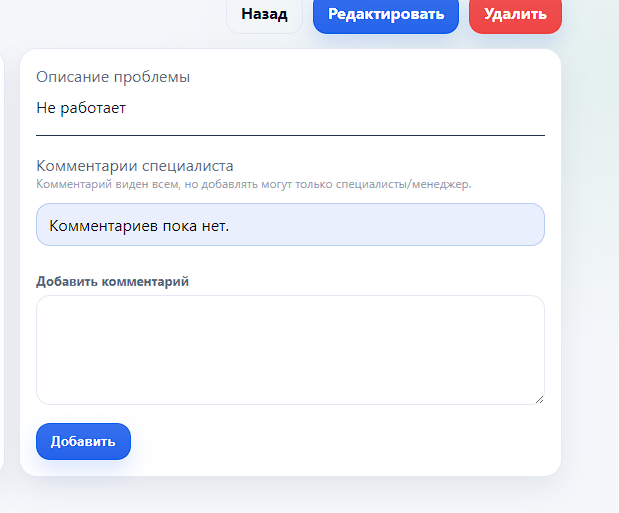 Назад Редактировать Удалить
Описание проблемы
Не работает
Комментарии специалиста
Комментарий виден всем, но добавлять могут только специалисты/менеджер.
Комментариев пока нет.
Добавить комментарий
Добавить